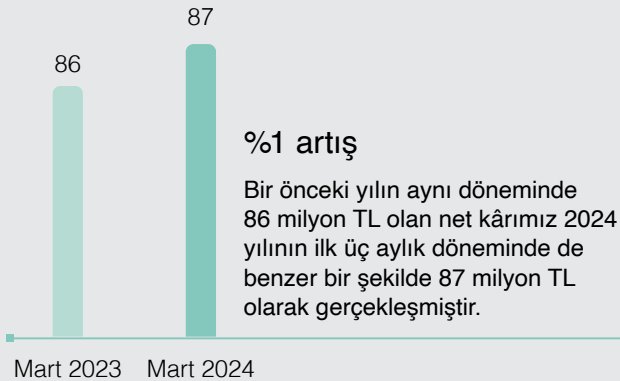 87
86
%1 artış
Bir önceki yılın aynı döneminde
86 milyon TL olan net kârımız 2024
yılının ilk üç aylık döneminde de
benzer bir şekilde 87 milyon TL
olarak gerçekleşmiştir.
Mart 2023 Mart 2024